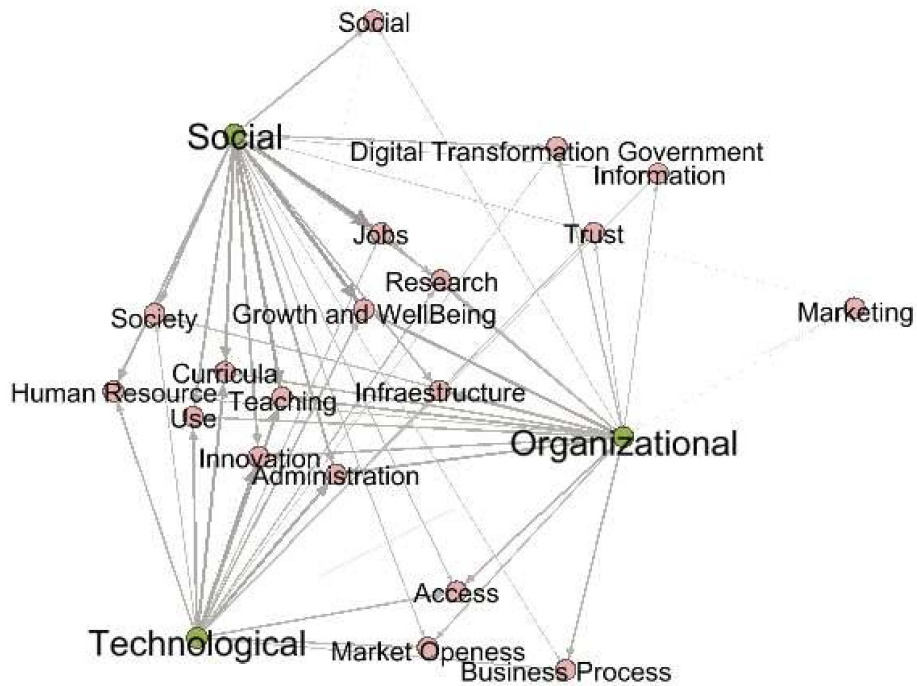 Social
Social
Digital Transformation Government
Information
Jobs
Trust
Research
Society
Growth and WellBeing
Marketing
Curricula
Human Resource
Teaching
Infraestructure
Use
Organizational
Innovation
Administration
Access
Technological
Market Openess
Business Process